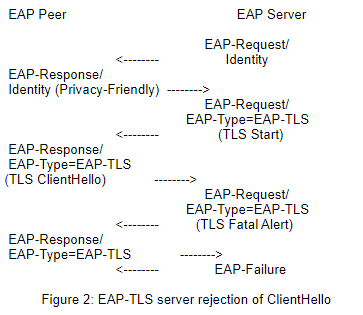 EAP Peer EAP Server
EAP-Request/
<-------- Identity
EAP-Response/
Identity (Privacy-Friendly) -------->
EAP-Request/
EAP-Type=EAP-TLS
<-------- (TLS Start)
EAP-Response/
EAP-Type=EAP-TLS
(TLS ClientHello) -------->
EAP-Request/
EAP-Type=EAP-TLS
<-------- (TLS Fatal Alert)
EAP-Response/
EAP-Type=EAP-TLS -------->
<-------- EAP-Failure
Figure 2: EAP-TLS server rejection of ClientHello